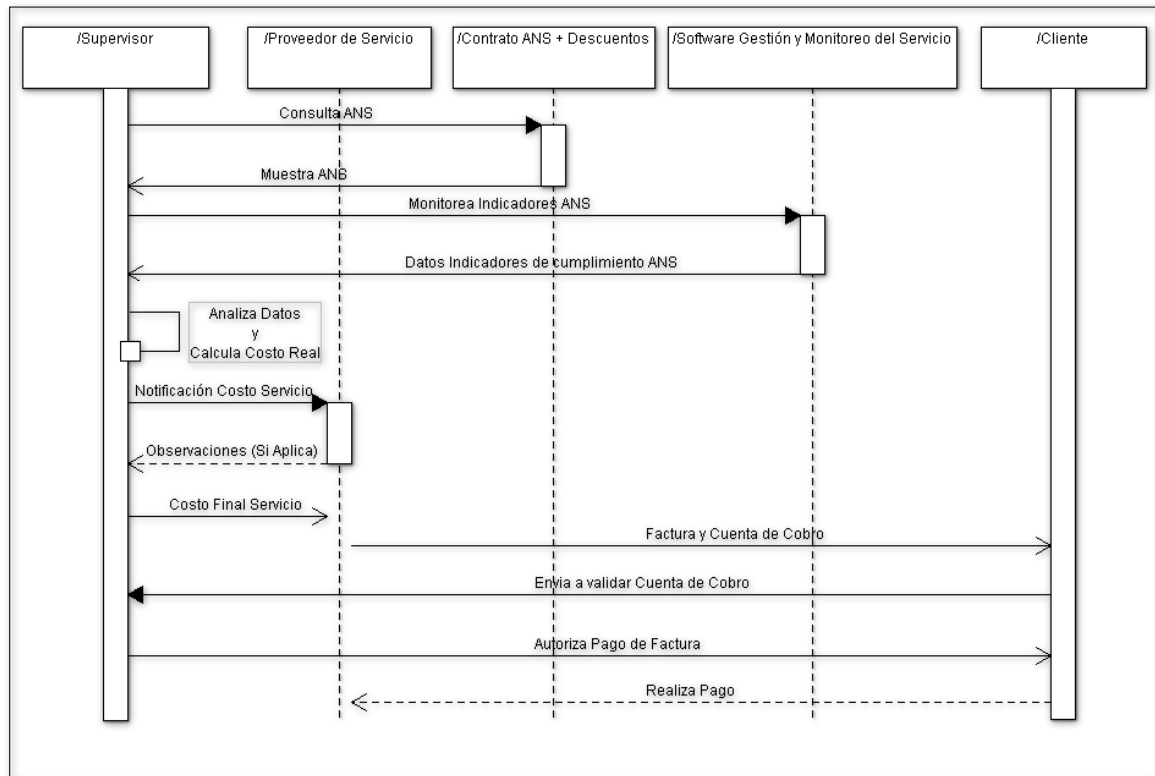 /Supervisor
/Proveedor de Servicio
/Contrato ANS + Descuentos
/Software Gestión y Monitoreo del Servicio
/Cliente
Consulta ANS
Muestra ANS
Monitorea Indicadores ANS
Datos Indicadores de cumplimiento ANS
Analiza Datos
y
Calcula Costo Real
Notificación Costo Servicio
Observaciones (Si Aplica)
Costo Final Servicio
Factura y Cuenta de Cobro
Envia a validar Cuenta de Cobro
Autoriza Pago de Factura
Realiza Pago